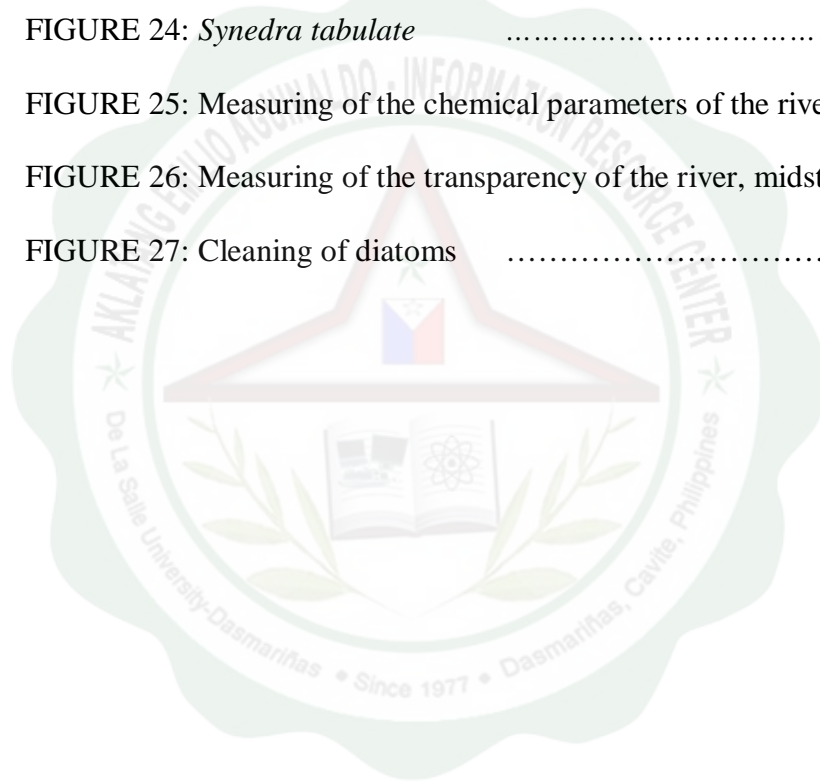 FIGURE 24: Synedra tabulate ……………………………
FIGURE 25: Measuring of the chemical parameters of the rive
FIGURE 26: Measuring of the transparency of the river, midst
FIGURE 27: Cleaning of diatoms ……………………………
AKLATANG EMILIO AGUINALDO - INFORMATION RESOURCE CENTER
De La Salle University-Dasmariñas • Since 1977 • Dasmariñas, Cavite, Philippines